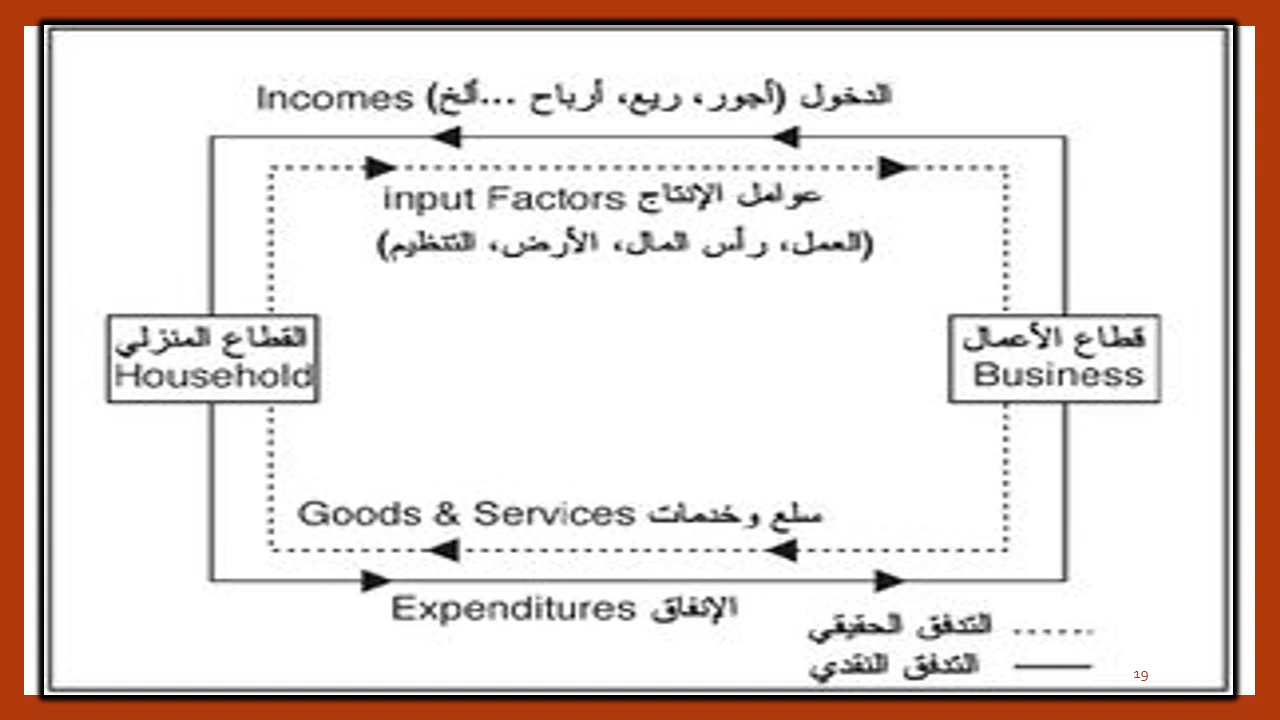 الدخول (أجور، ريع، أرباح ...ألخ) Incomes
عوامل الإنتاج input Factors
(العمل، رأس المال، الأرض، التنظيم)
القطاع المنزلي
Household
قطاع الأعمال
Business
سلع وخدمات Goods & Services
الإنفاق Expenditures
التدفق الحقيقي
التدفق النقدي
19